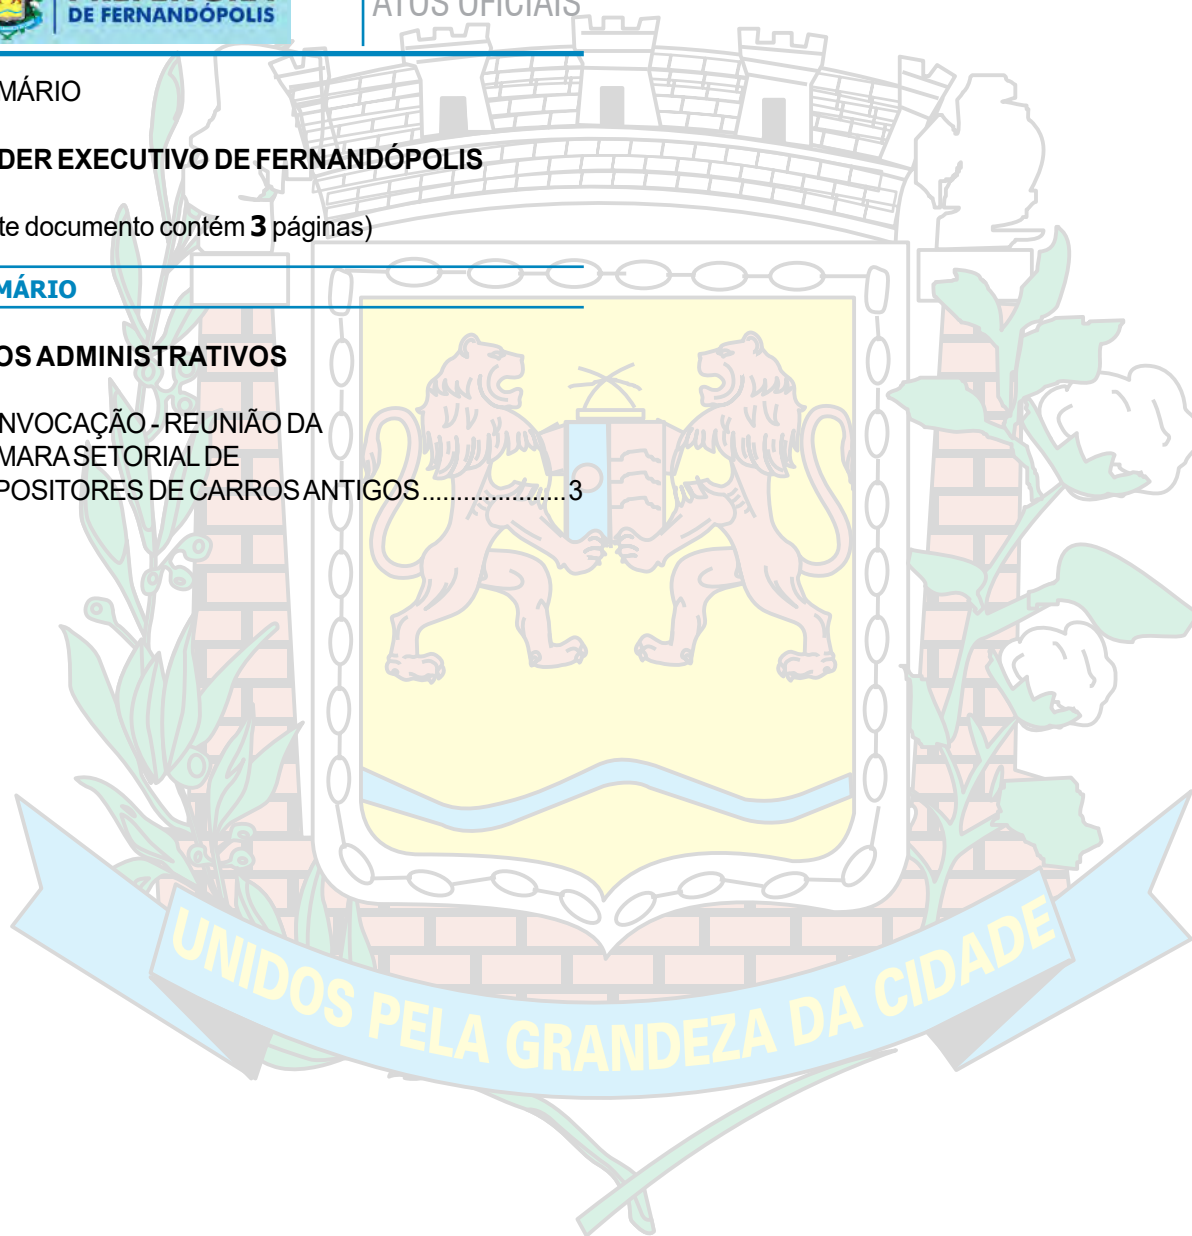 DE FERNANDÓPOLIS
ATOS OFICIAIS
MÁRIO
DER EXECUTIVO DE FERNANDÓPOLIS
te documento contém 3 páginas)
MÁRIO
OS ADMINISTRATIVOS
NVOCAÇÃO - REUNIÃO DA
MARA SETORIAL DE
POSITORES DE CARROS ANTIGOS.....................3
UNIDOS PELA GRANDEZA DA CIDADE